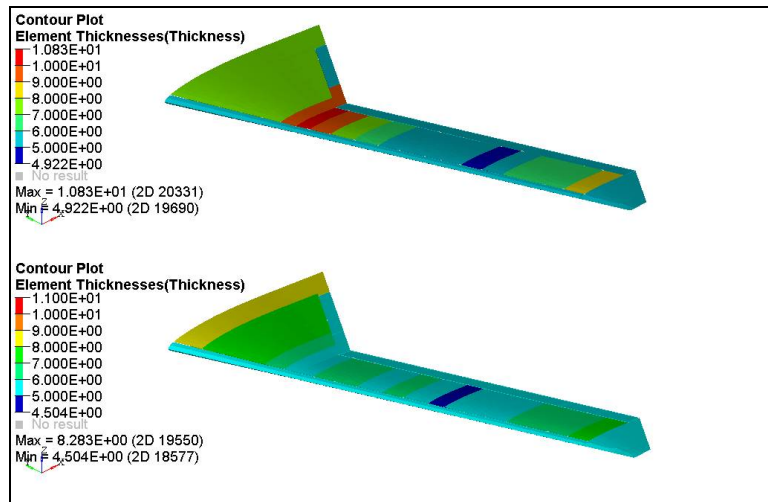 Contour Plot
Element Thicknesses(Thickness)
1.083E+01
1.000E+01
9.000E+00
8.000E+00
7.000E+00
6.000E+00
5.000E+00
4.922E+00
No result
Max = 1.083E+01 (2D 20331)
Min = 4.922E+00 (2D 19690)
Z
X
Contour Plot
Element Thicknesses(Thickness)
1.100E+01
1.000E+01
9.000E+00
8.000E+00
7.000E+00
6.000E+00
5.000E+00
4.504E+00
No result
Max = 8.283E+00 (2D 19550)
Min = 4.504E+00 (2D 18577)
Z
X